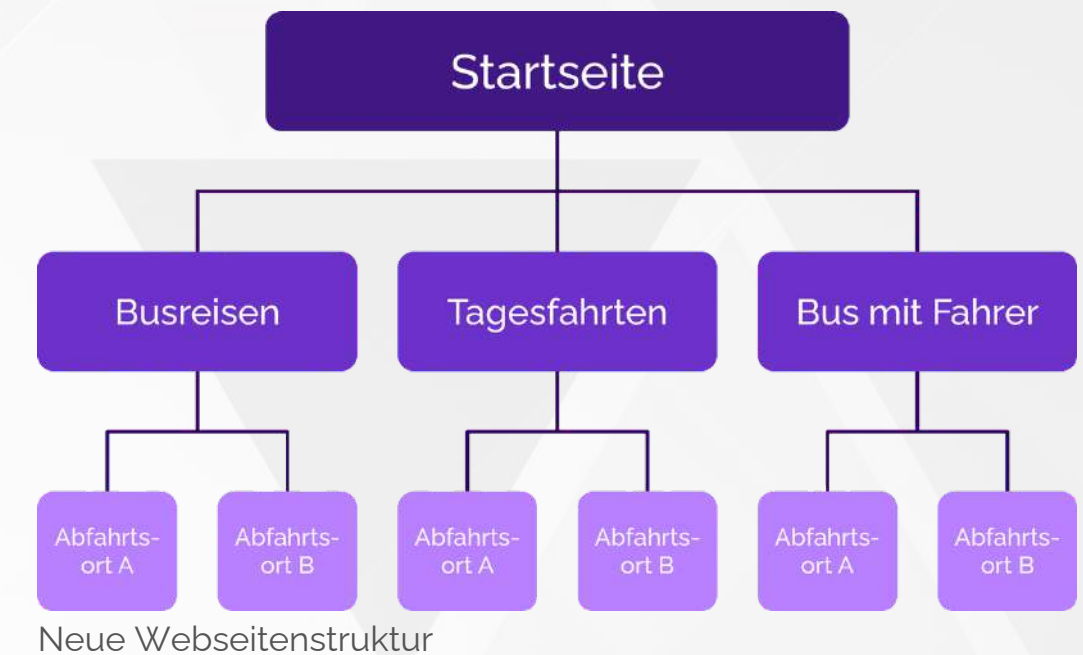 Startseite
Busreisen
Tagesfahrten
Bus mit Fahrer
Abfahrts-
ort A
Abfahrts-
ort B
Abfahrts-
ort A
Abfahrts-
ort B
Abfahrts-
ort A
Abfahrts-
ort B
Neue Webseitenstruktur